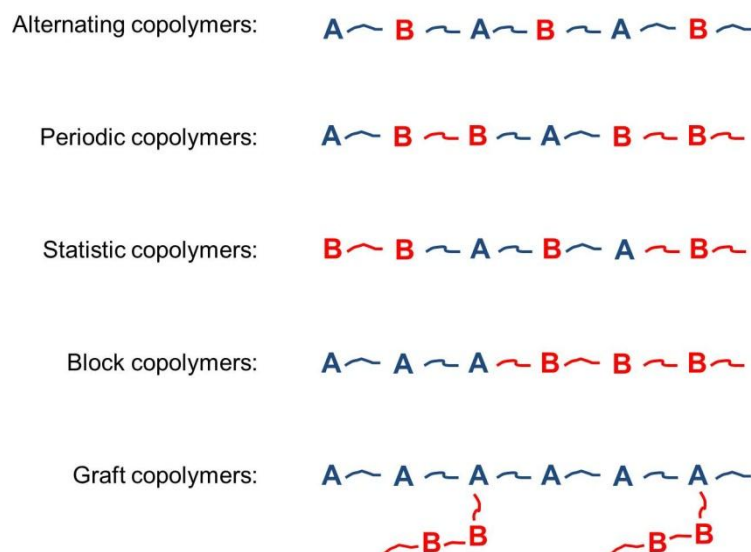 Alternating copolymers: A B A B A B
Periodic copolymers: A B B A B B
Statistic copolymers: B B A B A B
Block copolymers: A A A B B B
Graft copolymers: A A A A A A
B B B B